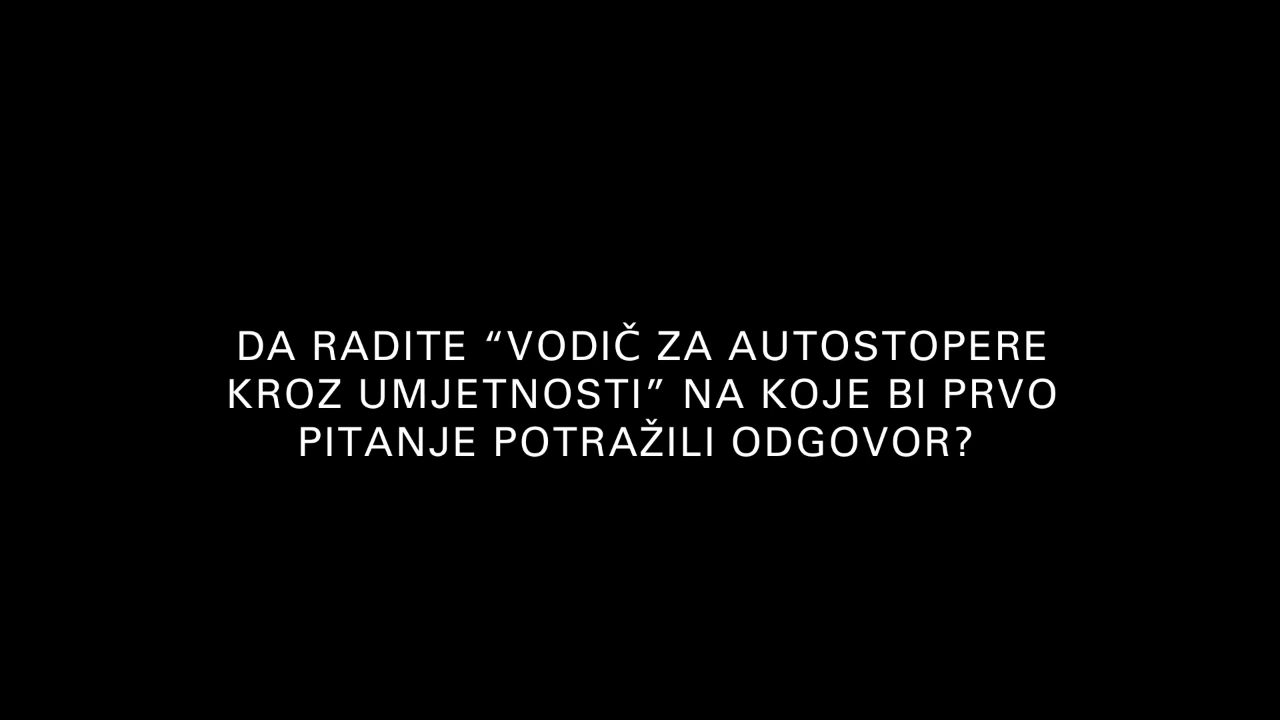 DA RADITE “VODIČ ZA AUTOSTOPERE
KROZ UMJETNOSTI” NA KOJE BI PRVO
PITANJE POTRAŽILI ODGOVOR?